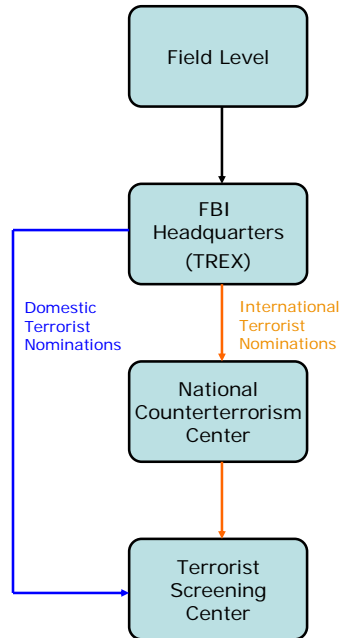 Field Level
FBI
Headquarters
(TREX)
Domestic
Terrorist
Nominations
International
Terrorist
Nominations
National
Counterterrorism
Center
Terrorist
Screening
Center